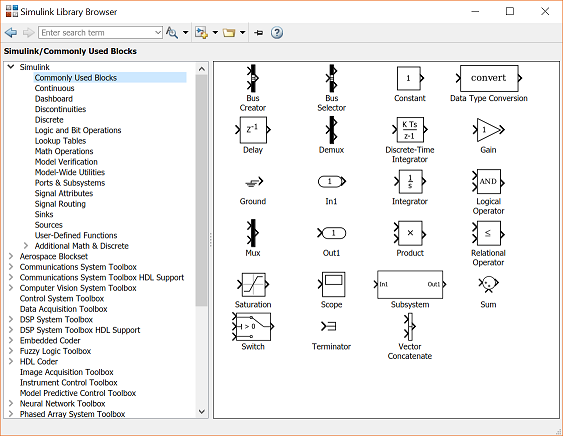 Simulink Library Browser
Enter search term
Simulink/Commonly Used Blocks
Simulink
Commonly Used Blocks
Continuous
Dashboard
Discontinuities
Discrete
Logic and Bit Operations
Lookup Tables
Math Operations
Model Verification
Model-Wide Utilities
Ports & Subsystems
Signal Attributes
Signal Routing
Sinks
Sources
User-Defined Functions
Additional Math & Discrete
Aerospace Blockset
Communications System Toolbox
Communications System Toolbox HDL Support
Computer Vision System Toolbox
Control System Toolbox
Data Acquisition Toolbox
DSP System Toolbox
DSP System Toolbox HDL Support
Embedded Coder
Fuzzy Logic Toolbox
HDL Coder
Image Acquisition Toolbox
Instrument Control Toolbox
Model Predictive Control Toolbox
Neural Network Toolbox
Phased Array System Toolbox
1
convert
Bus
Creator
Bus
Selector
Constant
Data Type Conversion
z-1
K Ts
z-1
1
Delay
Demux
Discrete-Time
Integrator
Gain
1
1
s
AND
Ground
In1
Integrator
Logical
Operator
1
×
≤
Mux
Out1
Product
Relational
Operator
In1
Out1
Saturation
Scope
Subsystem
Sum
> 0
Switch
Terminator
Vector
Concatenate